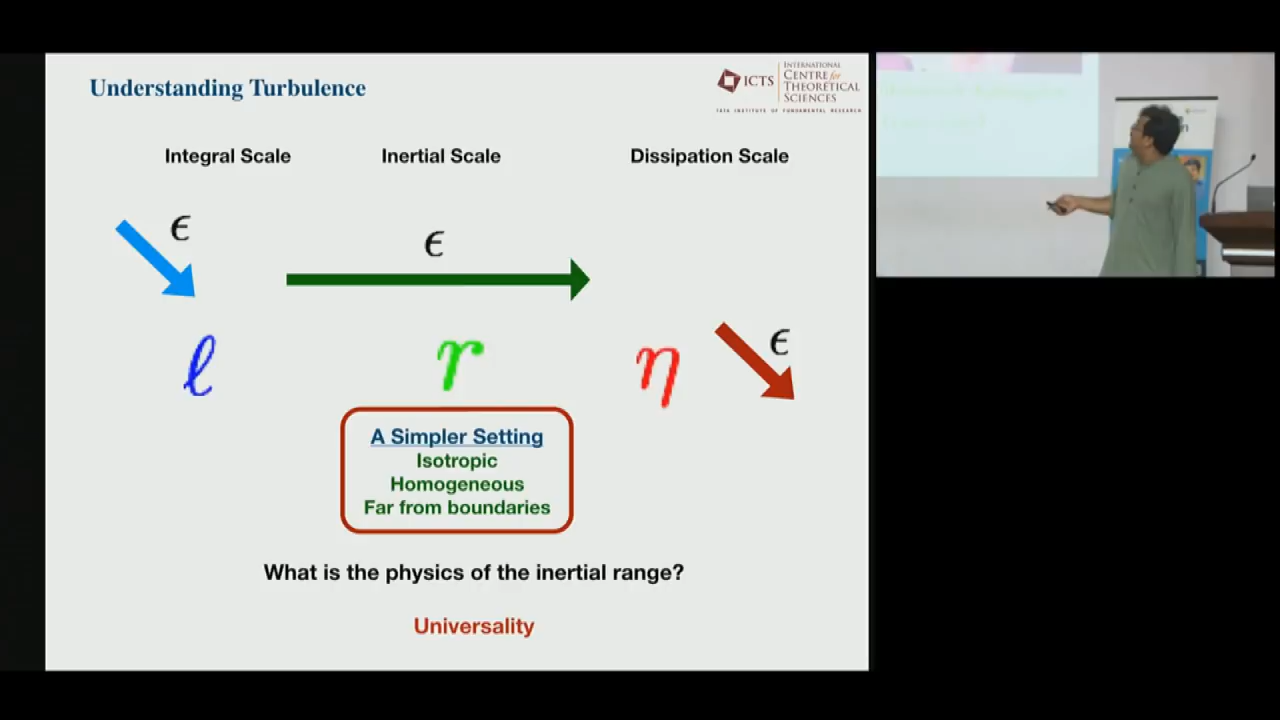 Understanding Turbulence
ICTS
INTERNATIONAL
CENTRE for
THEORETICAL
SCIENCES
TATA INSTITUTE OF FUNDAMENTAL RESEARCH
Integral Scale
Inertial Scale
Dissipation Scale
ϵ
ϵ
ϵ
ℓ
r
η
A Simpler Setting
Isotropic
Homogeneous
Far from boundaries
What is the physics of the inertial range?
Universality